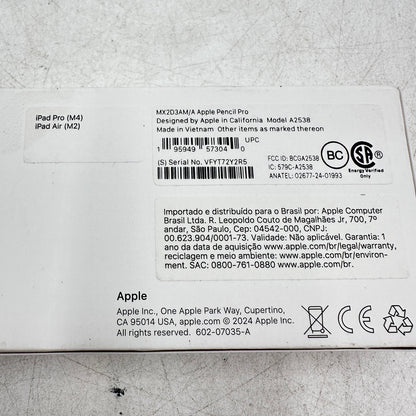 iPad Pro (M4)
iPad Air (M2)
MX2D3AM/A Apple Pencil Pro
Designed by Apple in California Model A2538
Made in Vietnam Other items as marked thereon
UPC
1 95949 57304 0
(S) Serial No. VFYT72Y2R5
FCC ID: BCGA2538
IC: 579C-A2538
ANATEL: 02677-24-01993
BC
Energy Verified
Importado e distribuído para o Brasil por: Apple Computer
Brasil Ltda. R. Leopoldo Couto de Magalhães Jr, 700, 7º
andar, São Paulo, Cep: 04542-000, CNPJ:
00.623.904/0001-73. Validade: Não aplicável. Garantia: 1
ano da data de aquisição www.apple.com/br/legal/warranty,
reciclagem e meio ambiente: www.apple.com/br/environ-
ment. SAC: 0800-761-0880 www.apple.com/br.
Apple
Apple Inc., One Apple Park Way, Cupertino,
CA 95014 USA, apple.com © 2024 Apple Inc.
All rights reserved. 602-07035-A
CE